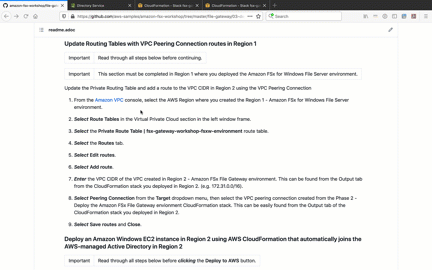 amazon-fsx-workshop/file-ga
Directory Service
CloudFormation - Stack fsx-g
CloudFormation - Stack fsx-g
https://github.com/aws-samples/amazon-fsx-workshop/tree/master/file-gateway/03-
Search
readme.adoc
Update Routing Tables with VPC Peering Connection routes in Region 1
Important Read through all steps below before continuing.
Important This section must be completed in Region 1 where you deployed the Amazon FSx for Windows File Server environment.
Update the Private Routing Table and add a route to the VPC CIDR in Region 2 using the VPC Peering Connection
1. From the Amazon VPC console, select the AWS Region where you created the Region 1 - Amazon FSx for Windows File Server
environment.
2. Select Route Tables in the Virtual Private Cloud section in the left window frame.
3. Select the Private Route Table | fsx-gateway-workshop-fsxw-environment route table.
4. Select the Routes tab.
5. Select Edit routes.
6. Select Add route.
7. Enter the VPC CIDR of the VPC created in Region 2 - Amazon FSx File Gateway environment. This can be found from the Output tab
from the CloudFormation stack you deployed in Region 2. (e.g. 172.31.0.0/16).
8. Select Peering Connection from the Target dropdown menu, then select the VPC peering connection created from the Phase 2 -
Deploy the Amazon FSx File Gateway environment CloudFormation Stack. This can be easily found from the Output tab of the
CloudFormation stack you deployed in Region 2.
9. Select Save routes and Close.
Deploy an Amazon Windows EC2 instance in Region 2 using AWS CloudFormation that automatically joins the
AWS-managed Active Directory in Region 2
Important Read through all steps below before clicking the Deploy to AWS button.